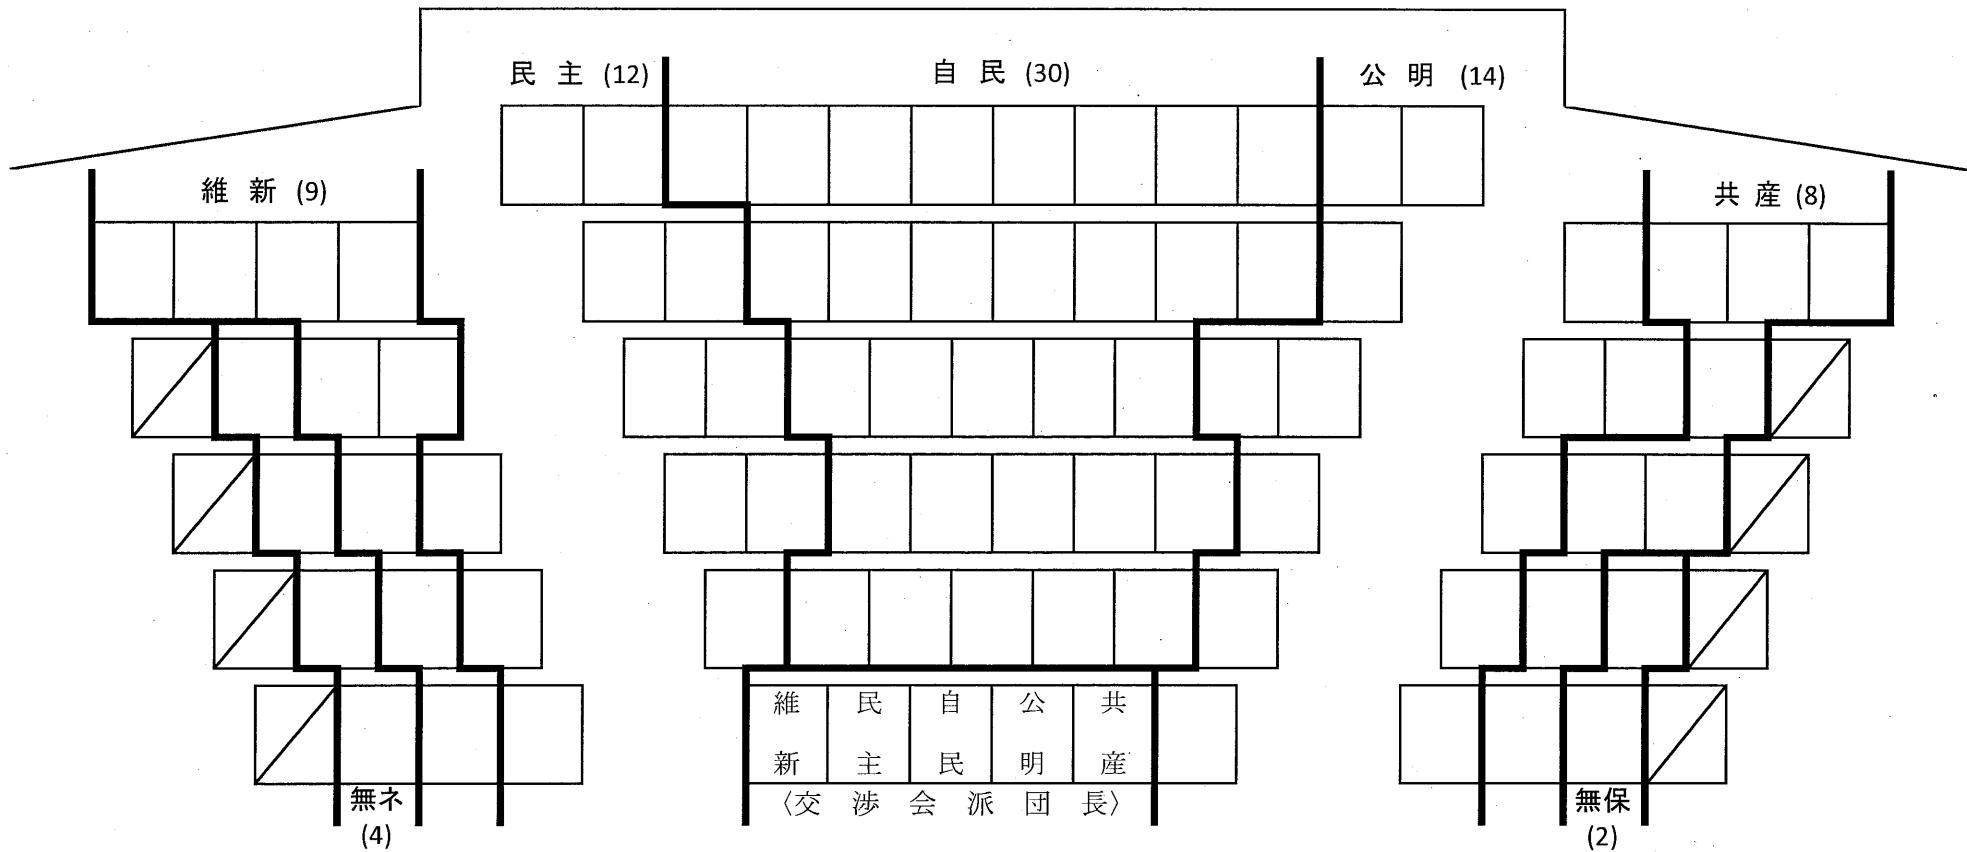 民主 (12)
自民 (30)
公明 (14)
維新 (9)
共産 (8)
維新
民主
自民
公明
共産
〈交渉会派団長〉
無ネ
(4)
無保
(2)